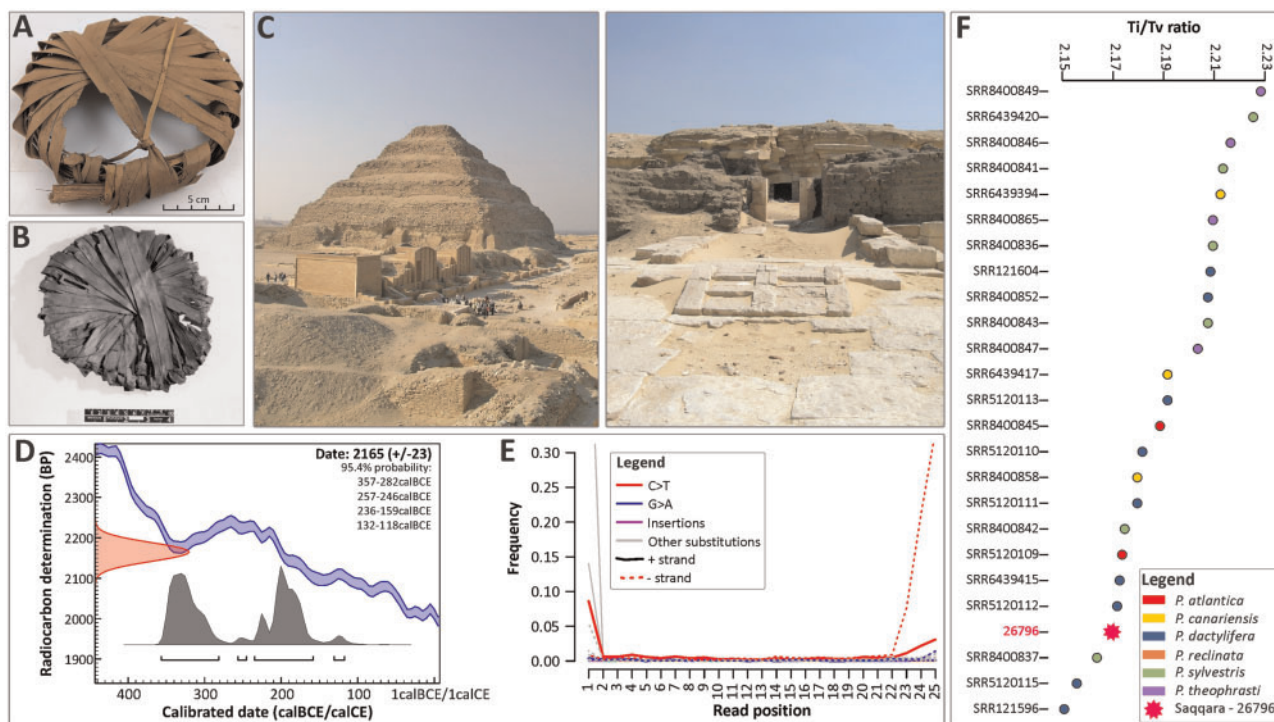 A
5 cm
B
C
D
Radiocarbon determination (BP)
2400
2300
2200
2100
2000
1900
Date: 2165 (+/-23)
95.4% probability:
357-282calBCE
257-246calBCE
236-159calBCE
132-118calBCE
400
300
200
100
1calBCE/1calCE
Calibrated date (calBCE/calCE)
E
Frequency
0.30
0.25
0.20
0.15
0.10
0.05
0.00
Legend
C>T
G>A
Insertions
Other substitutions
+ strand
- strand
1 2 3 4 5 6 7 8 9 10 11 12 13 14 15 16 17 18 19 20 21 22 23 24 25
Read position
F
Ti/Tv ratio
2.15 2.17 2.19 2.21 2.23
SRR8400849
SRR6439420
SRR8400846
SRR8400841
SRR6439394
SRR8400865
SRR8400836
SRR121604
SRR8400852
SRR8400843
SRR8400847
SRR6439417
SRR5120113
SRR8400845
SRR5120110
SRR8400858
SRR5120111
SRR8400842
SRR5120109
SRR6439415
SRR5120112
26796
SRR8400837
SRR5120115
SRR121596
Legend
P. atlantica
P. canariensis
P. dactylifera
P. reclinata
P. sylvestris
P. theophrasti
Saqqara - 26796